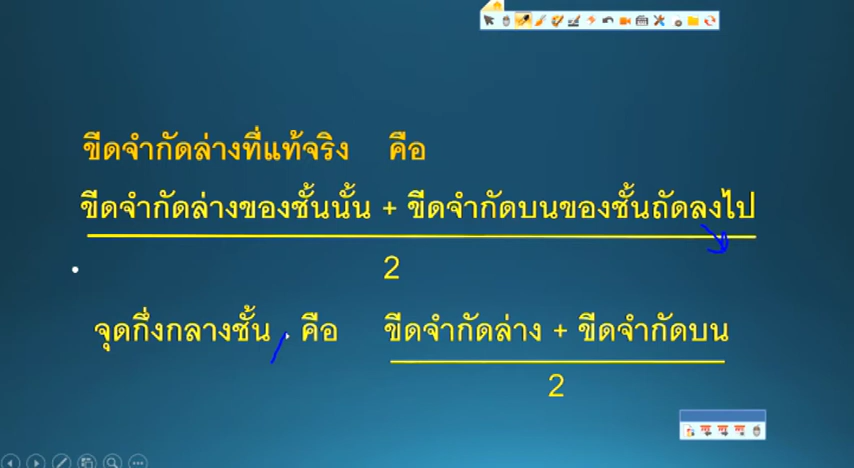 ขีดจำกัดล่างที่แท้จริง คือ
ขีดจำกัดล่างของชั้นนั้น + ขีดจำกัดบนของชั้นถัดลงไป
2
จุดกึ่งกลางชั้น คือ ขีดจำกัดล่าง + ขีดจำกัดบน
2